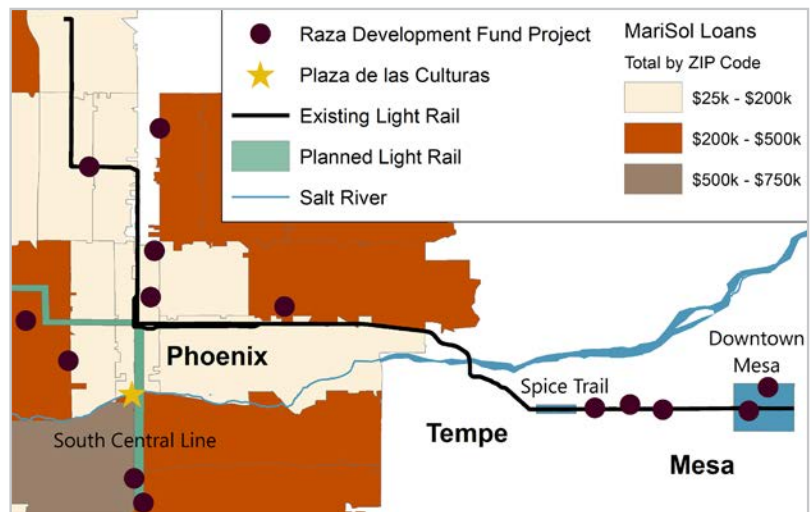 Raza Development Fund Project
Plaza de las Culturas
Existing Light Rail
Planned Light Rail
Salt River
MariSol Loans
Total by ZIP Code
$25k - $200k
$200k - $500k
$500k - $750k
Phoenix
South Central Line
Tempe
Spice Trail
Downtown
Mesa
Mesa